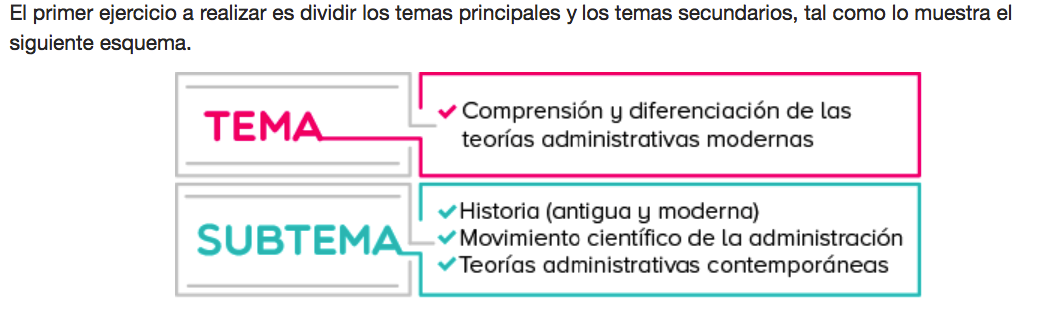 El primer ejercicio a realizar es dividir los temas principales y los temas secundarios, tal como lo muestra el
siguiente esquema.
TEMA
Comprensión y diferenciación de las
teorías administrativas modernas
SUBTEMA
Historia (antigua y moderna)
Movimiento científico de la administración
Teorías administrativas contemporáneas